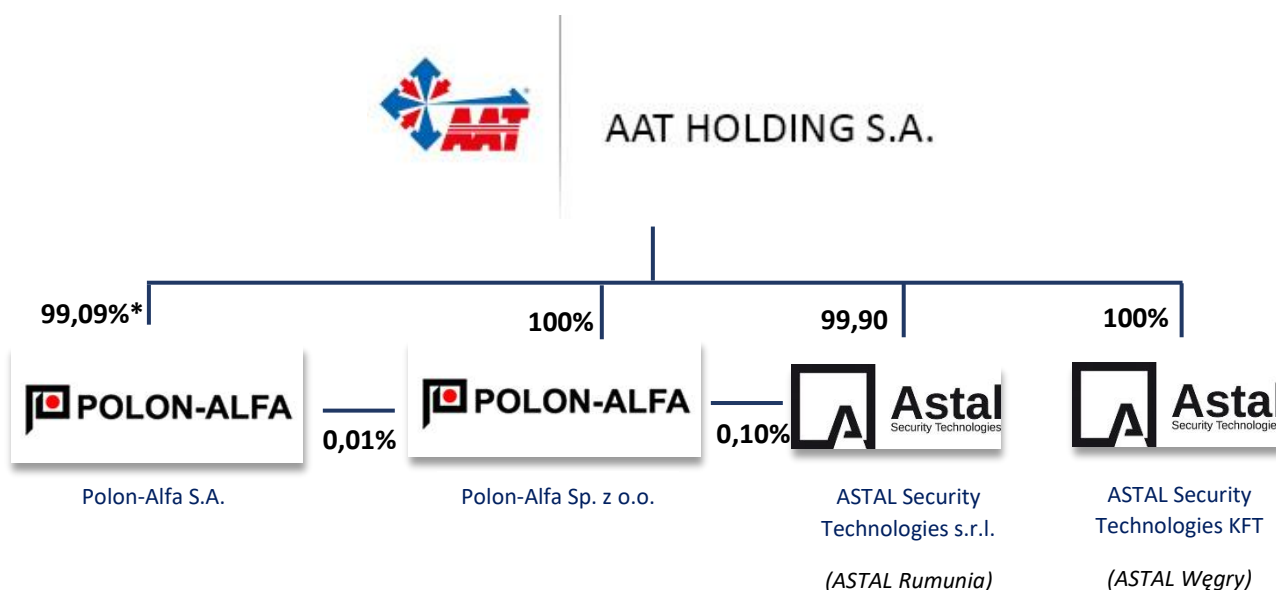 AAT
AAT HOLDING S.A.
99,09%*
100%
99,90
100%
POLON-ALFA
POLON-ALFA
Astal
Security Technologies
Astal
Security Technologies
0,01%
0,10%
Polon-Alfa S.A.
Polon-Alfa Sp. z o.o.
ASTAL Security
Technologies s.r.l.
(ASTAL Rumunia)
ASTAL Security
Technologies KFT
(ASTAL Węgry)